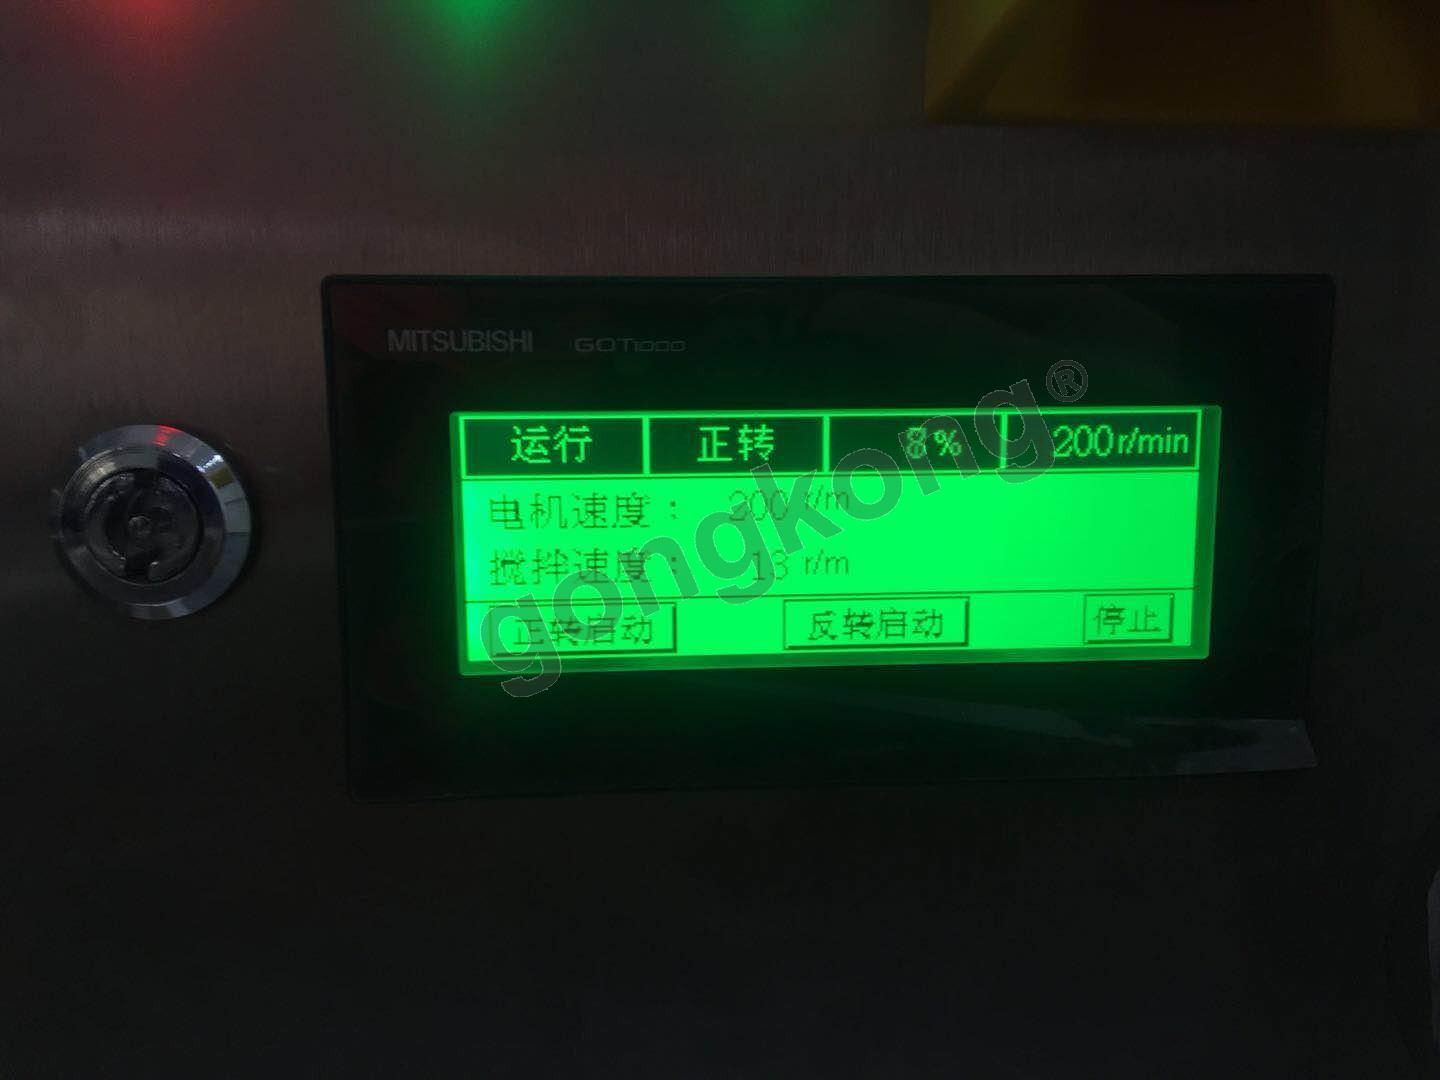 MITSUBISHI GOT1000
运行 正转 8% 200r/min
电机速度： 200 r/m
搅拌速度： 13 r/m
正转启动 反转启动 停止
gongkong®